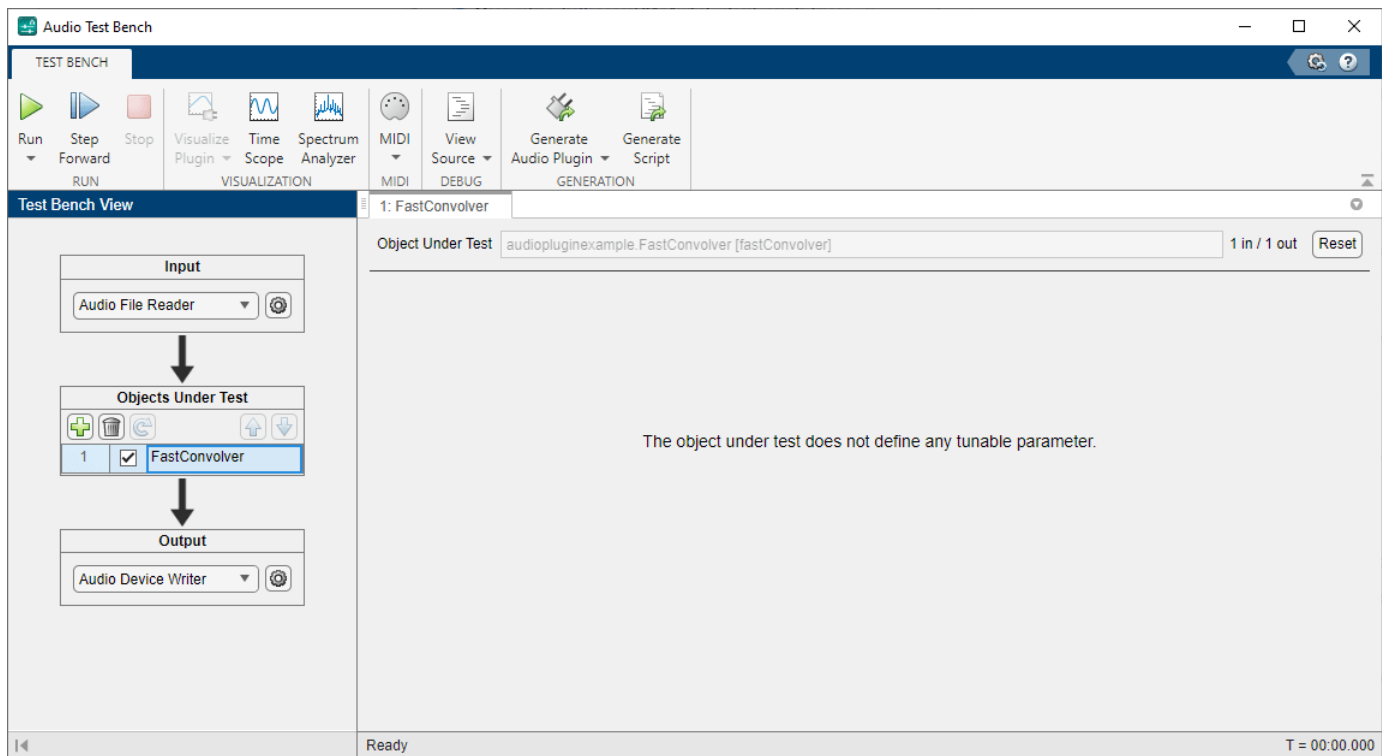 Audio Test Bench
TEST BENCH
Run
Step Forward
Stop
Visualize Plugin
Time Scope
Spectrum Analyzer
MIDI
View Source
Generate Audio Plugin
Generate Script
RUN
VISUALIZATION
MIDI
DEBUG
GENERATION
Test Bench View
1: FastConvolver
Object Under Test audiopluginexample.FastConvolver [fastConvolver] 1 in / 1 out Reset
Input
Audio File Reader
Objects Under Test
1 FastConvolver
Output
Audio Device Writer
The object under test does not define any tunable parameter.
Ready
T = 00:00.000